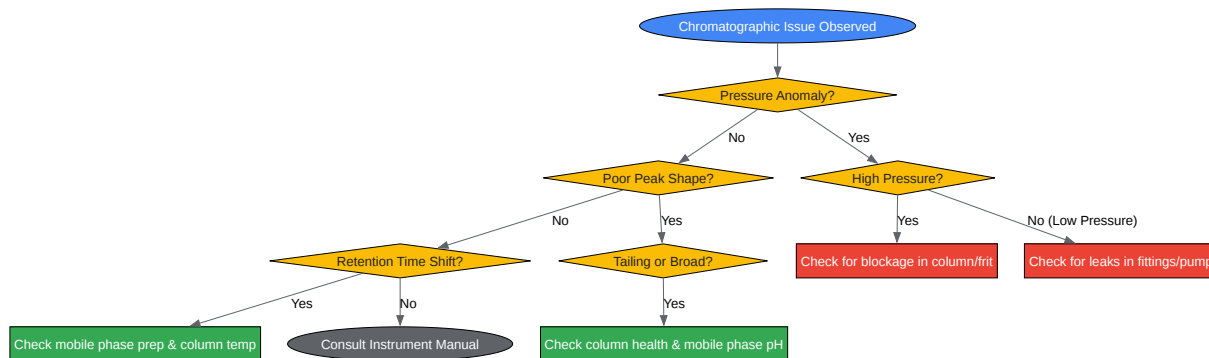 Chromatographic Issue Observed
Pressure Anomaly?
No
Yes
Poor Peak Shape?
High Pressure?
No
Yes
Yes
No (Low Pressure)
Retention Time Shift?
Tailing or Broad?
Check for blockage in column/frit
Check for leaks in fittings/pump
Yes
No
Yes
Check mobile phase prep & column temp
Consult Instrument Manual
Check column health & mobile phase pH